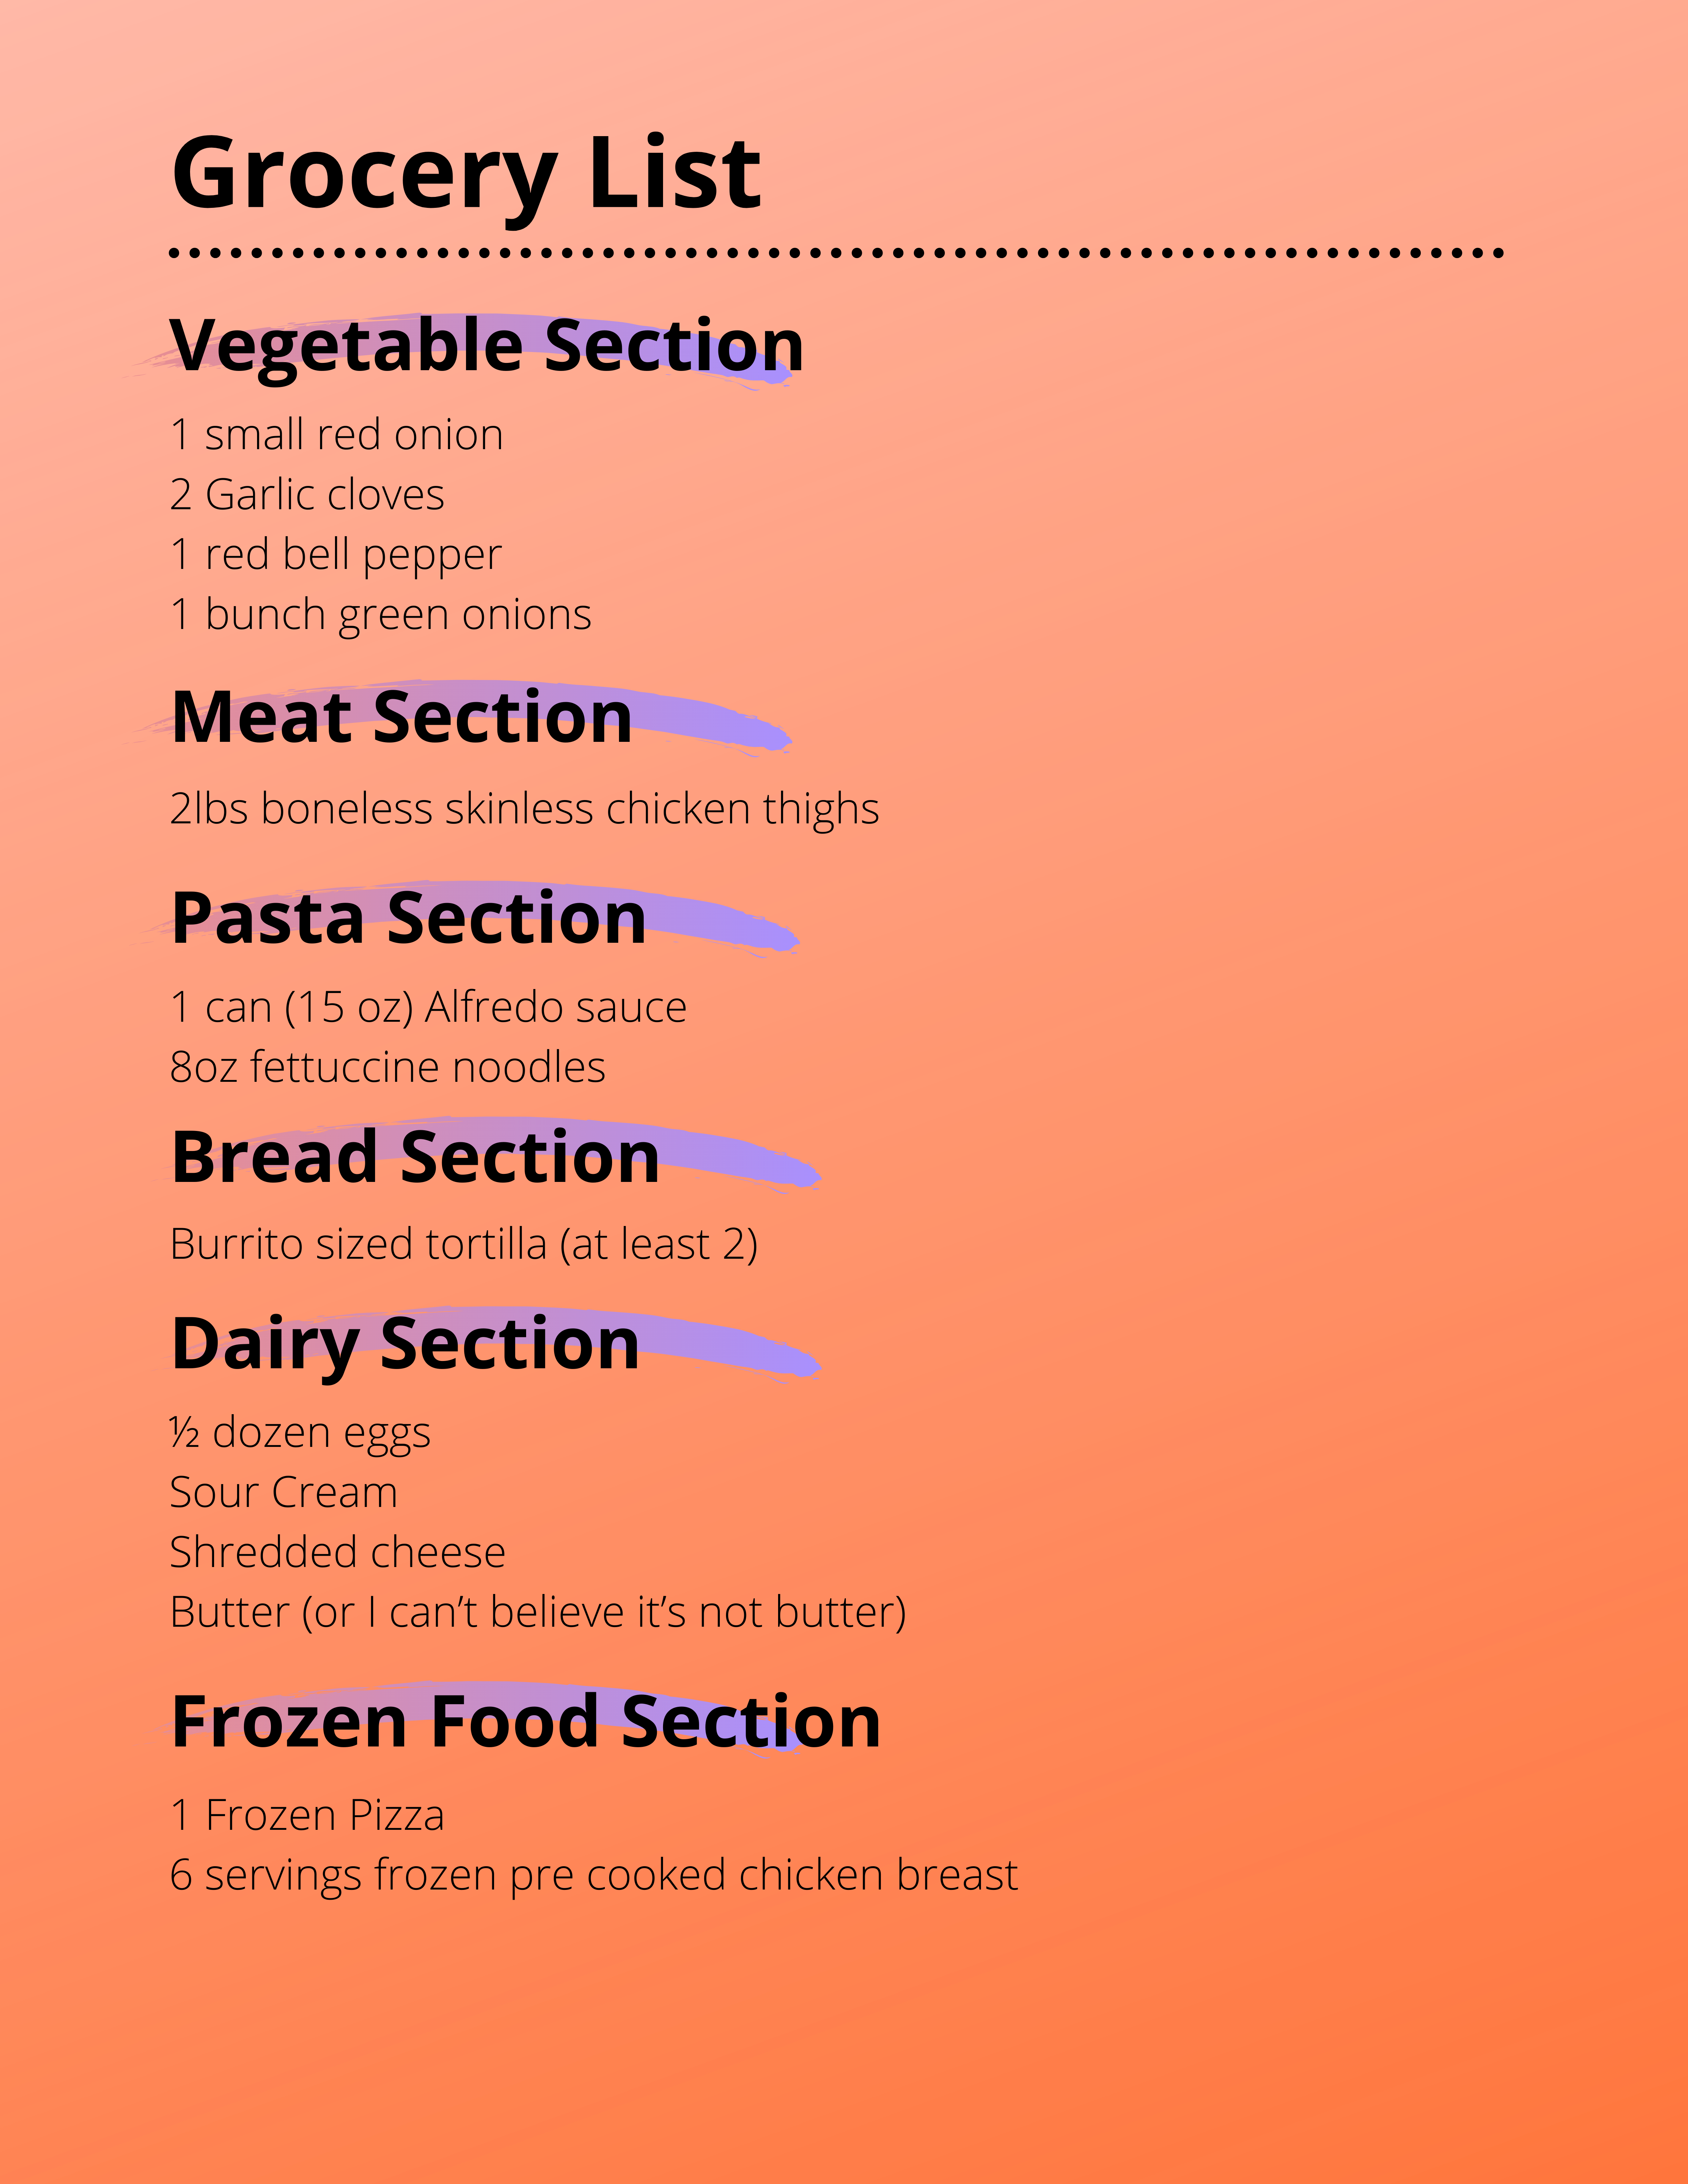 Grocery List
Vegetable Section
1 small red onion
2 Garlic cloves
1 red bell pepper
1 bunch green onions
Meat Section
2lbs boneless skinless chicken thighs
Pasta Section
1 can (15 oz) Alfredo sauce
8oz fettuccine noodles
Bread Section
Burrito sized tortilla (at least 2)
Dairy Section
½ dozen eggs
Sour Cream
Shredded cheese
Butter (or I can’t believe it’s not butter)
Frozen Food Section
1 Frozen Pizza
6 servings frozen pre cooked chicken breast